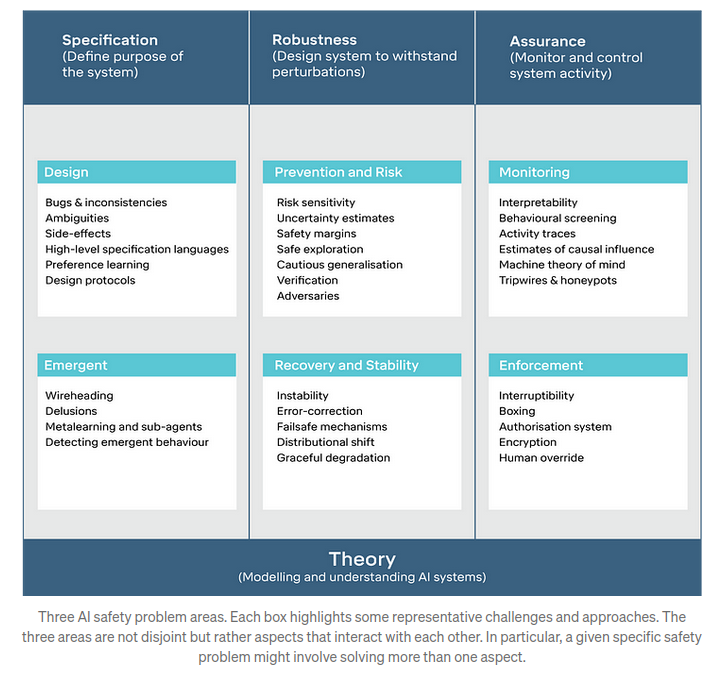 Specification
(Define purpose of
the system)
Robustness
(Design system to withstand
perturbations)
Assurance
(Monitor and control
system activity)
Design
Bugs & inconsistencies
Ambiguities
Side-effects
High-level specification languages
Preference learning
Design protocols
Prevention and Risk
Risk sensitivity
Uncertainty estimates
Safety margins
Safe exploration
Cautious generalisation
Verification
Adversaries
Monitoring
Interpretability
Behavioural screening
Activity traces
Estimates of causal influence
Machine theory of mind
Tripwires & honeypots
Emergent
Wireheading
Delusions
Metalearning and sub-agents
Detecting emergent behaviour
Recovery and Stability
Instability
Error-correction
Failsafe mechanisms
Distributional shift
Graceful degradation
Enforcement
Interruptibility
Boxing
Authorisation system
Encryption
Human override
Theory
(Modelling and understanding AI systems)
Three AI safety problem areas. Each box highlights some representative challenges and approaches. The
three areas are not disjoint but rather aspects that interact with each other. In particular, a given specific safety
problem might involve solving more than one aspect.